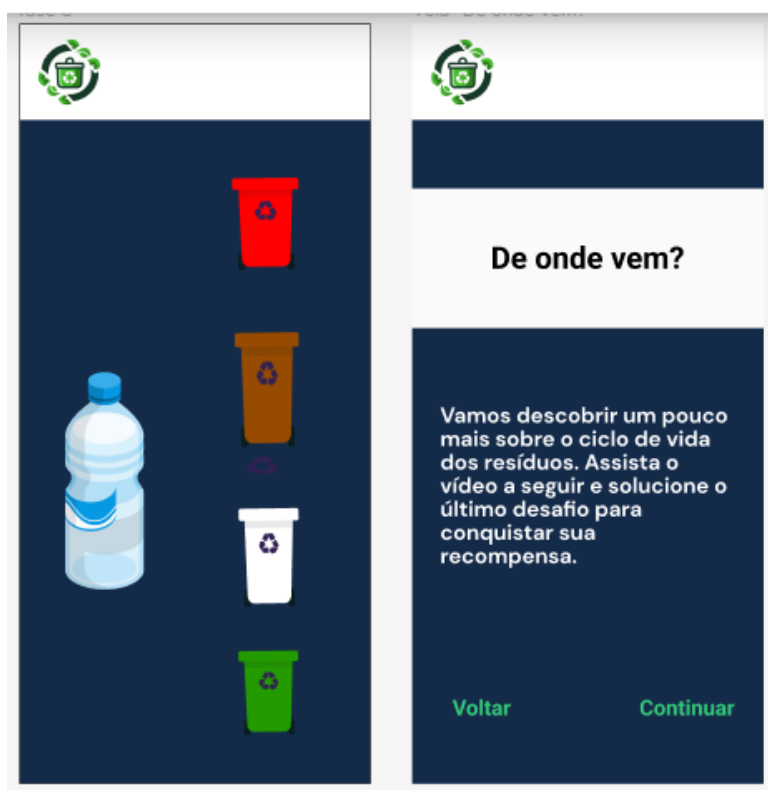 De onde vem?
Vamos descobrir um pouco
mais sobre o ciclo de vida
dos resíduos. Assista o
vídeo a seguir e solucione o
último desafio para
conquistar sua
recompensa.
Voltar
Continuar